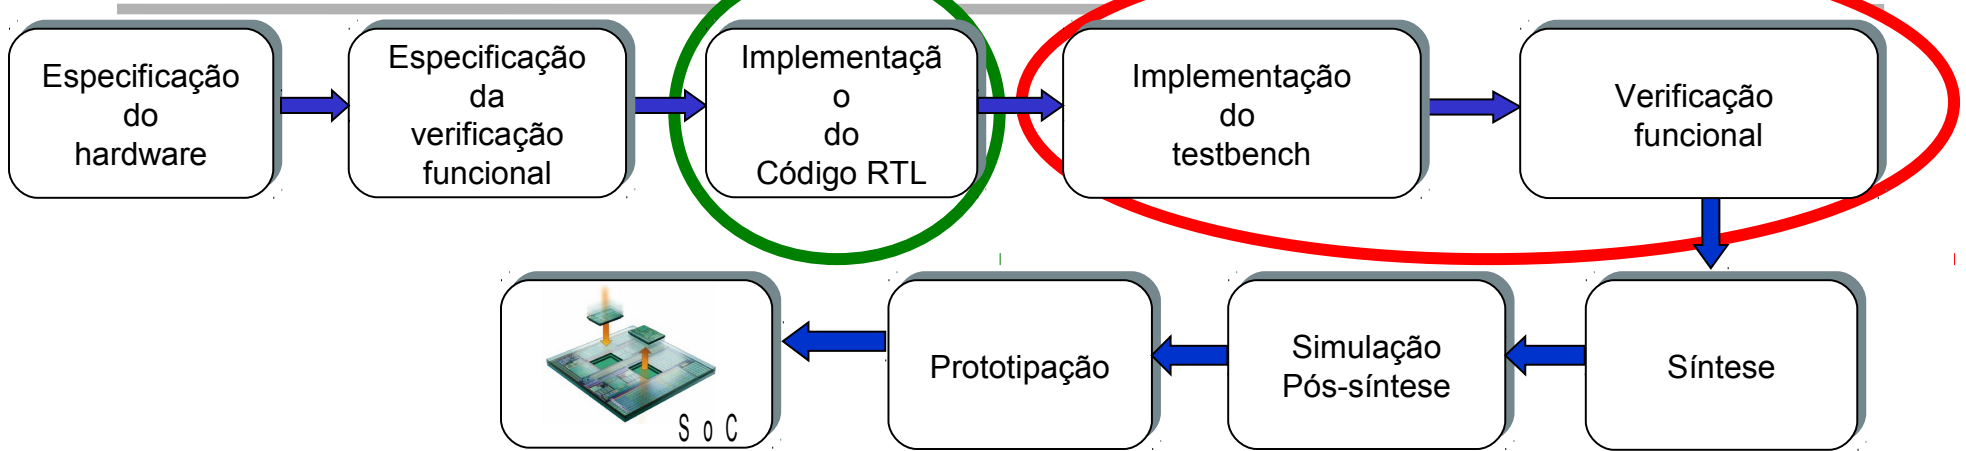 Especificação
do
hardware
Especificação
da
verificação
funcional
Implementaçã
o
do
Código RTL
Implementação
do
testbench
Verificação
funcional
S o C
Prototipação
Simulação
Pós-síntese
Síntese